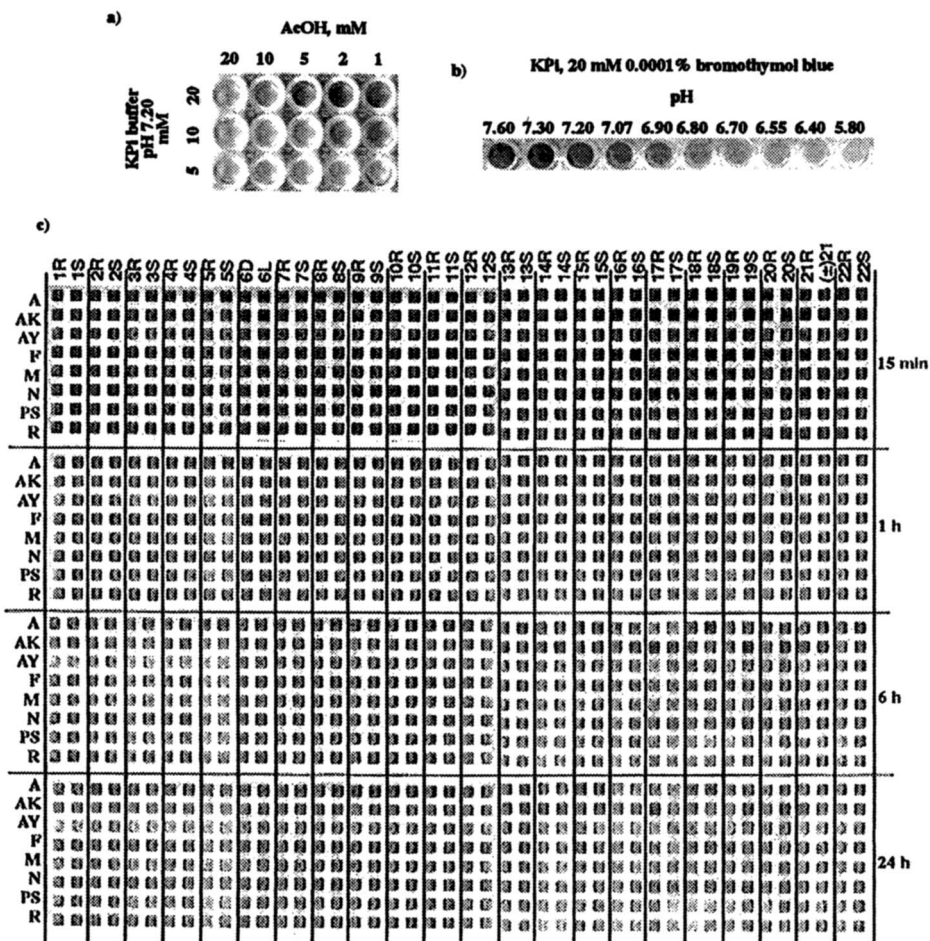 a)
AcOH, mM
20 10 5 2 1
KPi buffer
pH 7.20
mM
20
10
5
b)
KPi, 20 mM 0.0001% bromothymol blue
pH
7.60 7.30 7.20 7.07 6.90 6.80 6.70 6.55 6.40 5.80
c)
1R 1S 2R 2S 3R 3S 4R 4S 5R 5S 6D 6L 7R 7S 8R 8S 9R 9S 10R 10S 11R 11S 12R 12S 13R 13S 14R 14S 15R 15S 16R 16S 17R 17S 18R 18S 19R 19S 20R 20S 21R (±)21 22R 22S
A
AK
AY
F
M
N
PS
R
15 min
A
AK
AY
F
M
N
PS
R
1 h
A
AK
AY
F
M
N
PS
R
6 h
A
AK
AY
F
M
N
PS
R
24 h